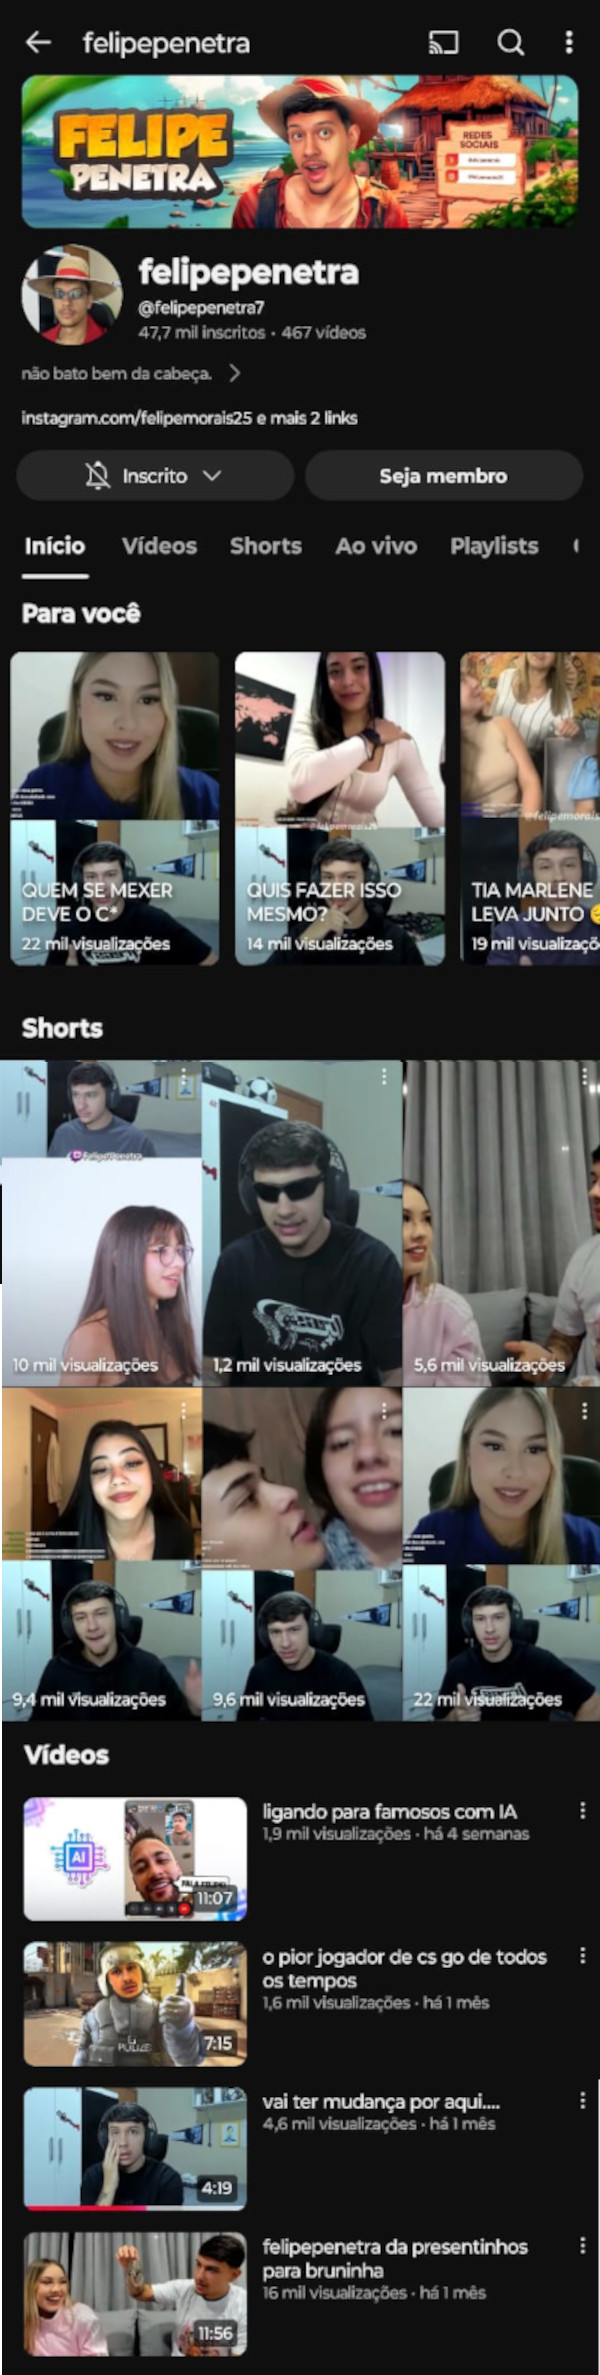 felipepenetra
FELIPE
PENETRA
REDES
SOCIAIS
felipepenetra
@felipepenetra7
47,7 mil inscritos · 467 vídeos
não bato bem da cabeça.
instagram.com/felipemorais25 e mais 2 links
Inscrito
Seja membro
Início Vídeos Shorts Ao vivo Playlists
Para você
QUEM SE MEXER
DEVE O C*
22 mil visualizações
@felipemorais25
QUIS FAZER ISSO
MESMO?
14 mil visualizações
@felipemorais
TIA MARLENE
LEVA JUNTO
19 mil visualizaçõ
Shorts
10 mil visualizações
1,2 mil visualizações
5,6 mil visualizações
9,4 mil visualizações
9,6 mil visualizações
22 mil visualizações
Vídeos
AI
FALA FELIPE!
11:07
ligando para famosos com IA
1,9 mil visualizações · há 4 semanas
7:15
o pior jogador de cs go de todos
os tempos
1,6 mil visualizações · há 1 mês
4:19
vai ter mudança por aqui....
4,6 mil visualizações · há 1 mês
11:56
felipepenetra da presentinhos
para bruninha
16 mil visualizações · há 1 mês